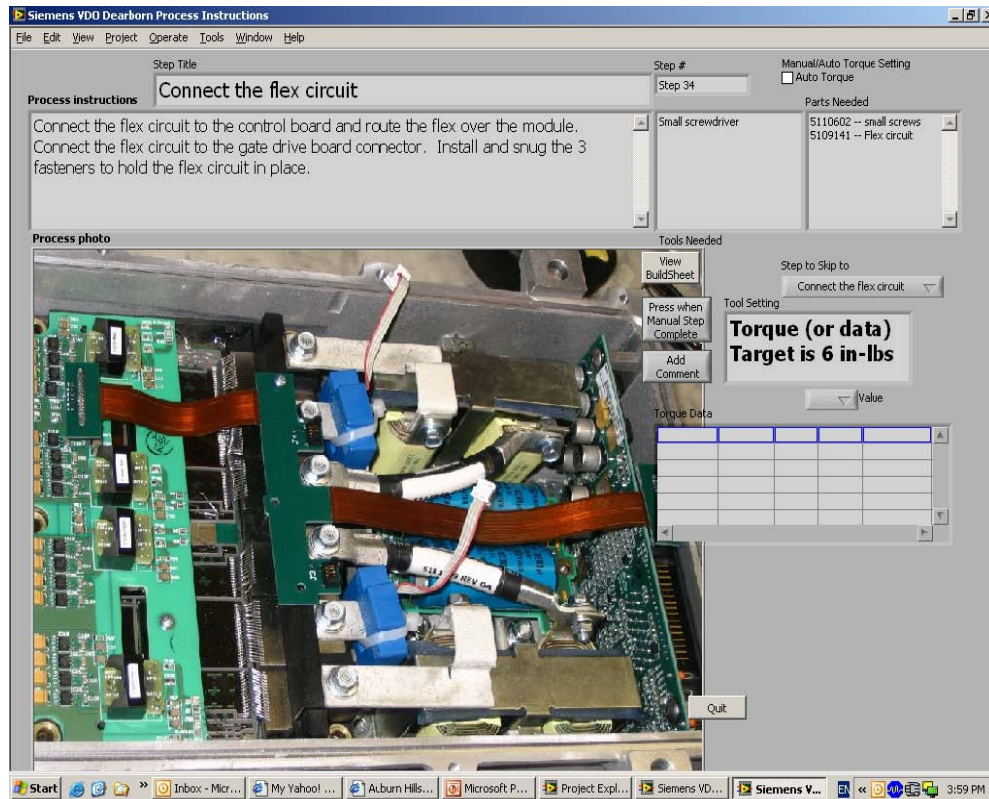 Siemens VDO Dearborn Process Instructions
File Edit View Project Operate Tools Window Help
Step Title
Connect the flex circuit
Step #
Step 34
Manual/Auto Torque Setting
Auto Torque
Process instructions
Connect the flex circuit to the control board and route the flex over the module.
Connect the flex circuit to the gate drive board connector. Install and snug the 3
fasteners to hold the flex circuit in place.
Small screwdriver
Parts Needed
5110602 -- small screws
5109141 -- Flex circuit
Process photo
Tools Needed
View
BuildSheet
Step to Skip to
Connect the flex circuit
Press when
Manual Step
Complete
Tool Setting
Torque (or data)
Target is 6 in-lbs
Add
Comment
Value
Torque Data
J4
J3
REV 04
Quit
Start
»
Inbox - Micr...
My Yahoo! ...
Auburn Hills...
Microsoft P...
Project Expl...
Siemens VD...
Siemens V...
EN
«
3:59 PM